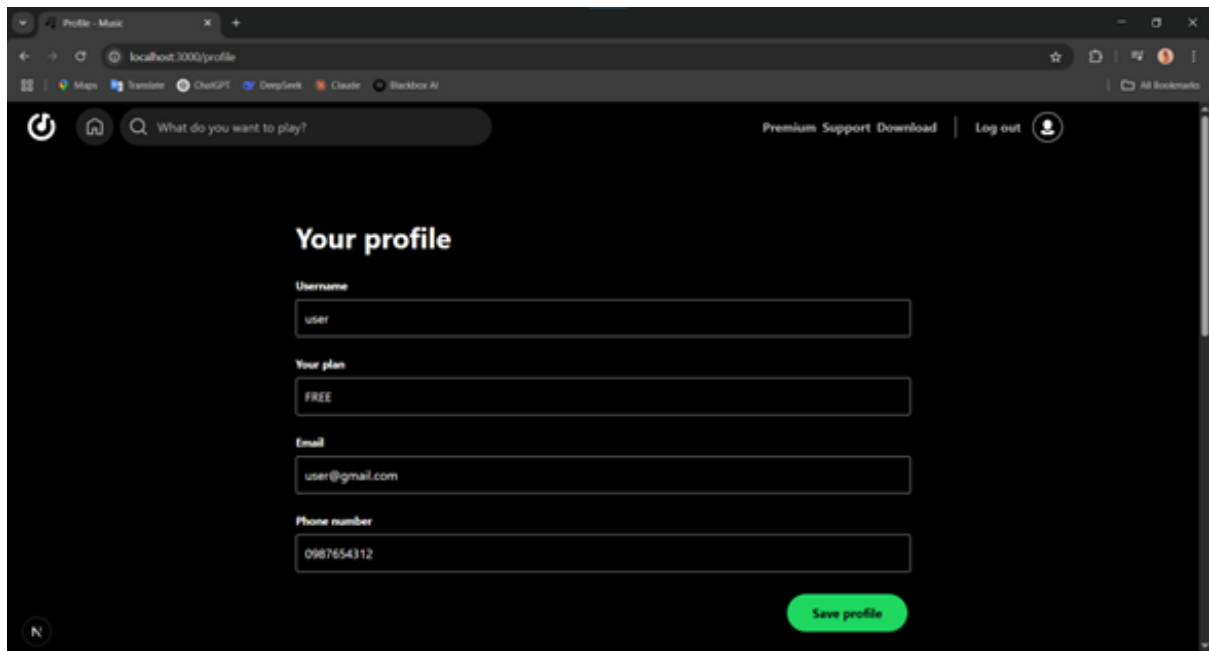 Profile - Music
localhost:3000/profile
Maps Translate ChatGPT DeepSeek Claude Blackbox AI All Bookmarks
What do you want to play? Premium Support Download Log out
Your profile
Username
user
Your plan
FREE
Email
user@gmail.com
Phone number
0987654312
Save profile
N